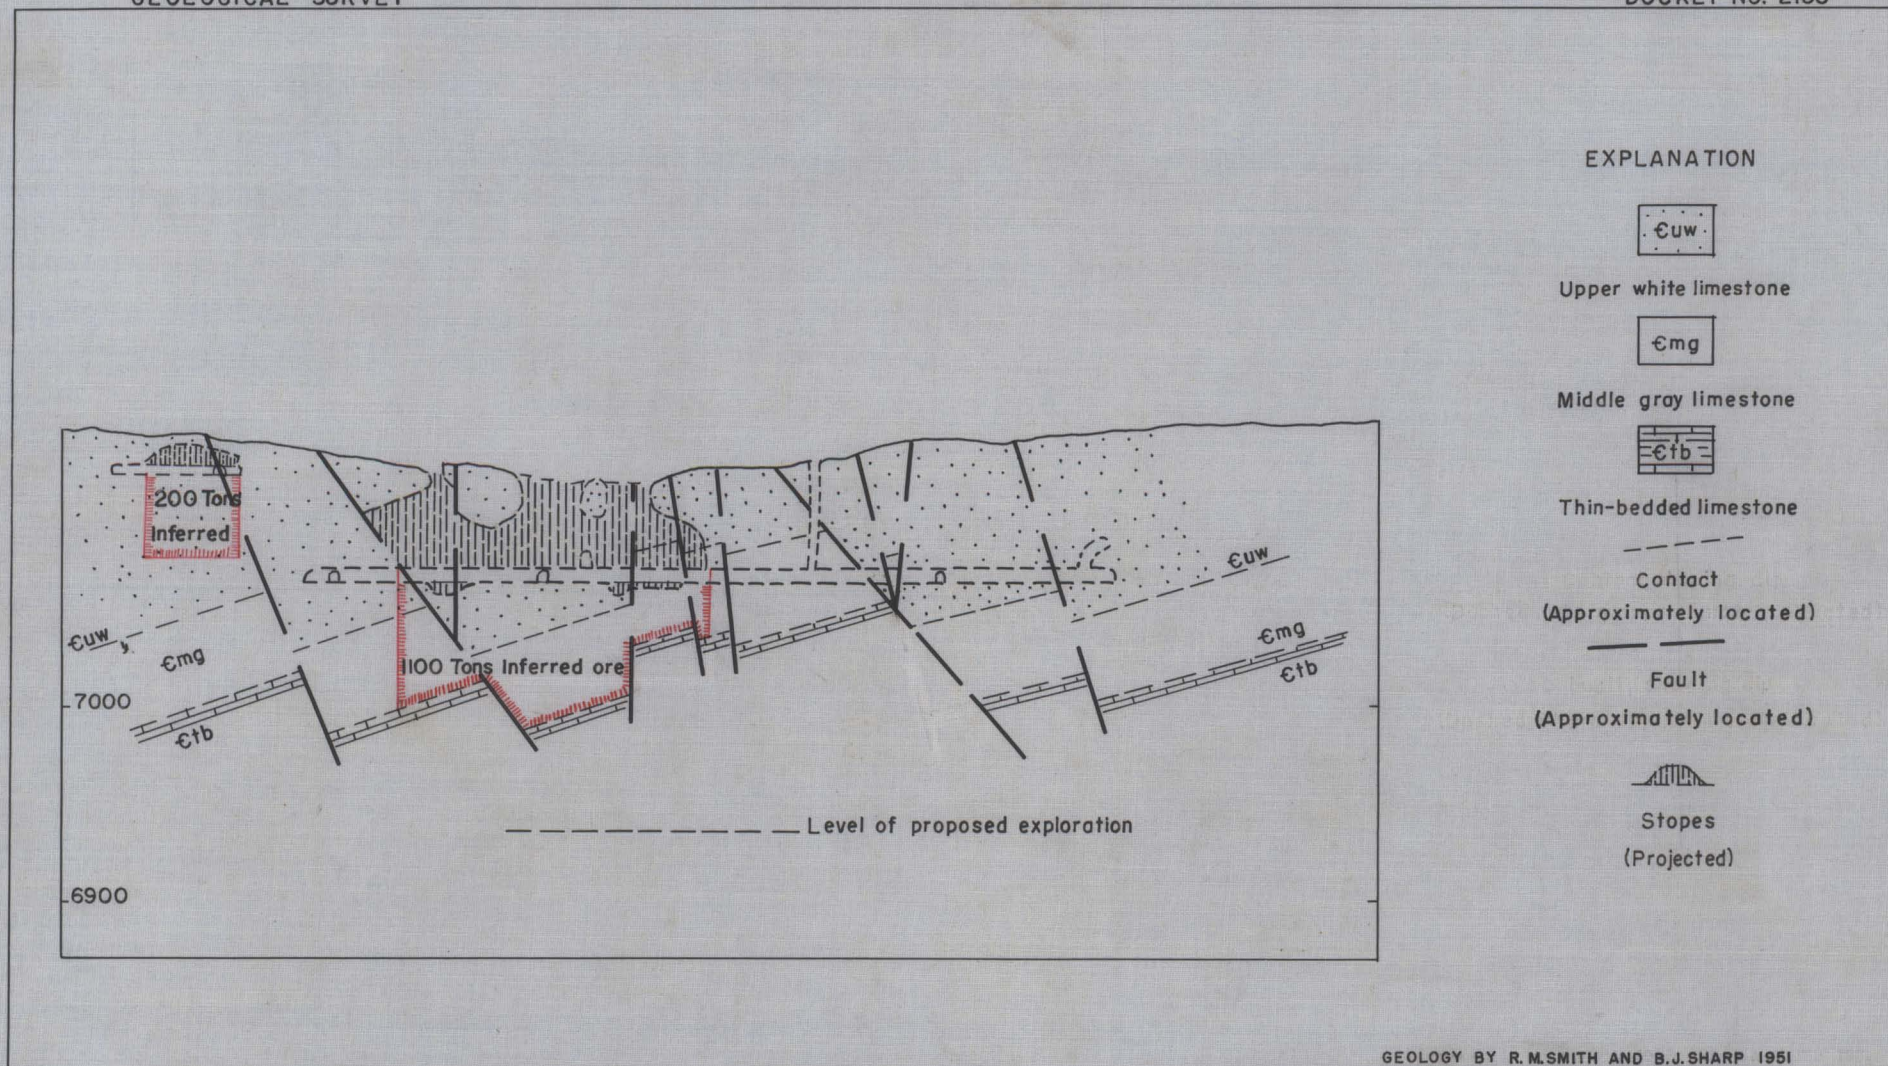 GEOLOGICAL SURVEY
EXPLANATION
Єuw
Upper white limestone
Єmg
Middle gray limestone
Єtb
Thin-bedded limestone
Contact
(Approximately located)
Fault
(Approximately located)
Stopes
(Projected)
200 Tons
Inferred
Єuw
Єuw
Єmg
1100 Tons Inferred ore
Єmg
Єtb
7000
Єtb
Level of proposed exploration
6900
GEOLOGY BY R.M.SMITH AND B.J.SHARP 1951